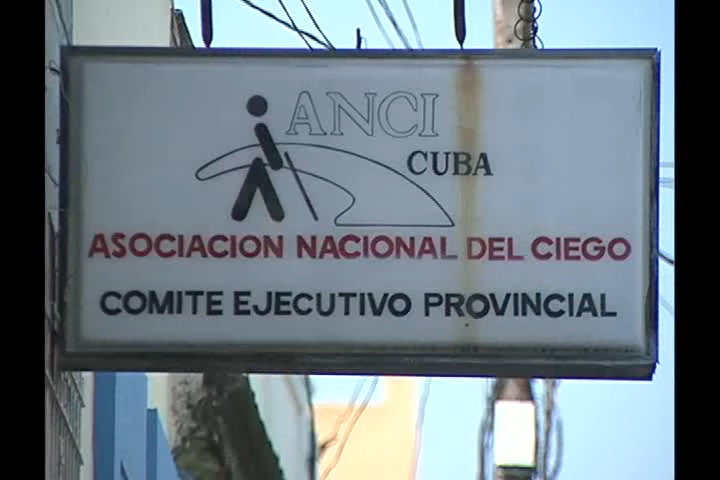 ANCI
CUBA
ASOCIACION NACIONAL DEL CIEGO
COMITE EJECUTIVO PROVINCIAL